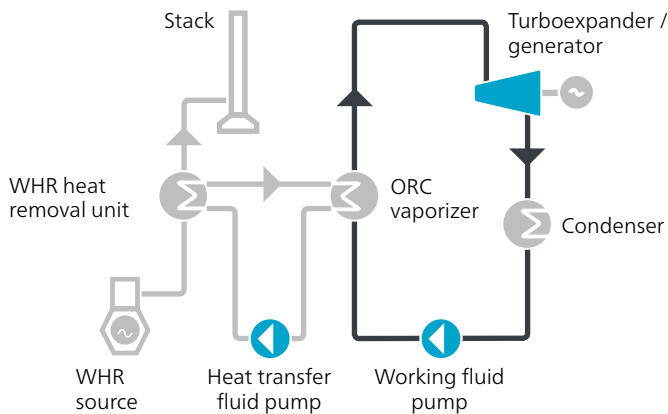 Stack
Turboexpander /
generator
WHR heat
removal unit
ORC
vaporizer
Condenser
WHR
source
Heat transfer
fluid pump
Working fluid
pump